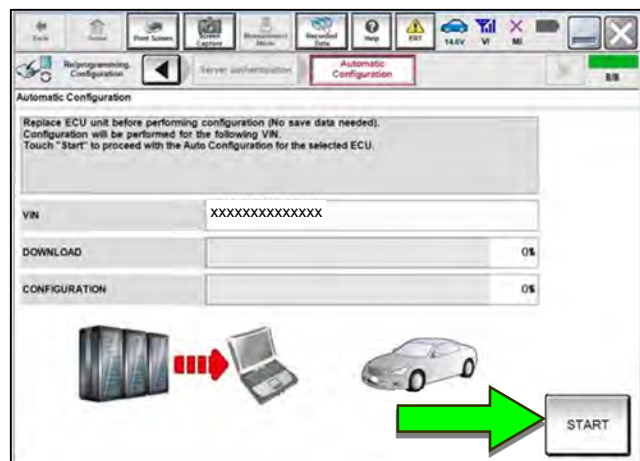 Back
Home
Print Screen
Screen Capture
Measurement Mode
Recorded Data
Help
ERT
14.6V
VI
MI
Reprogramming, Configuration
Server authentication
Automatic Configuration
8/8
Automatic Configuration
Replace ECU unit before performing configuration (No save data needed).
Configuration will be performed for the following VIN.
Touch "Start" to proceed with the Auto Configuration for the selected ECU.
VIN
XXXXXXXXXXXXXX
DOWNLOAD
0%
CONFIGURATION
0%
START